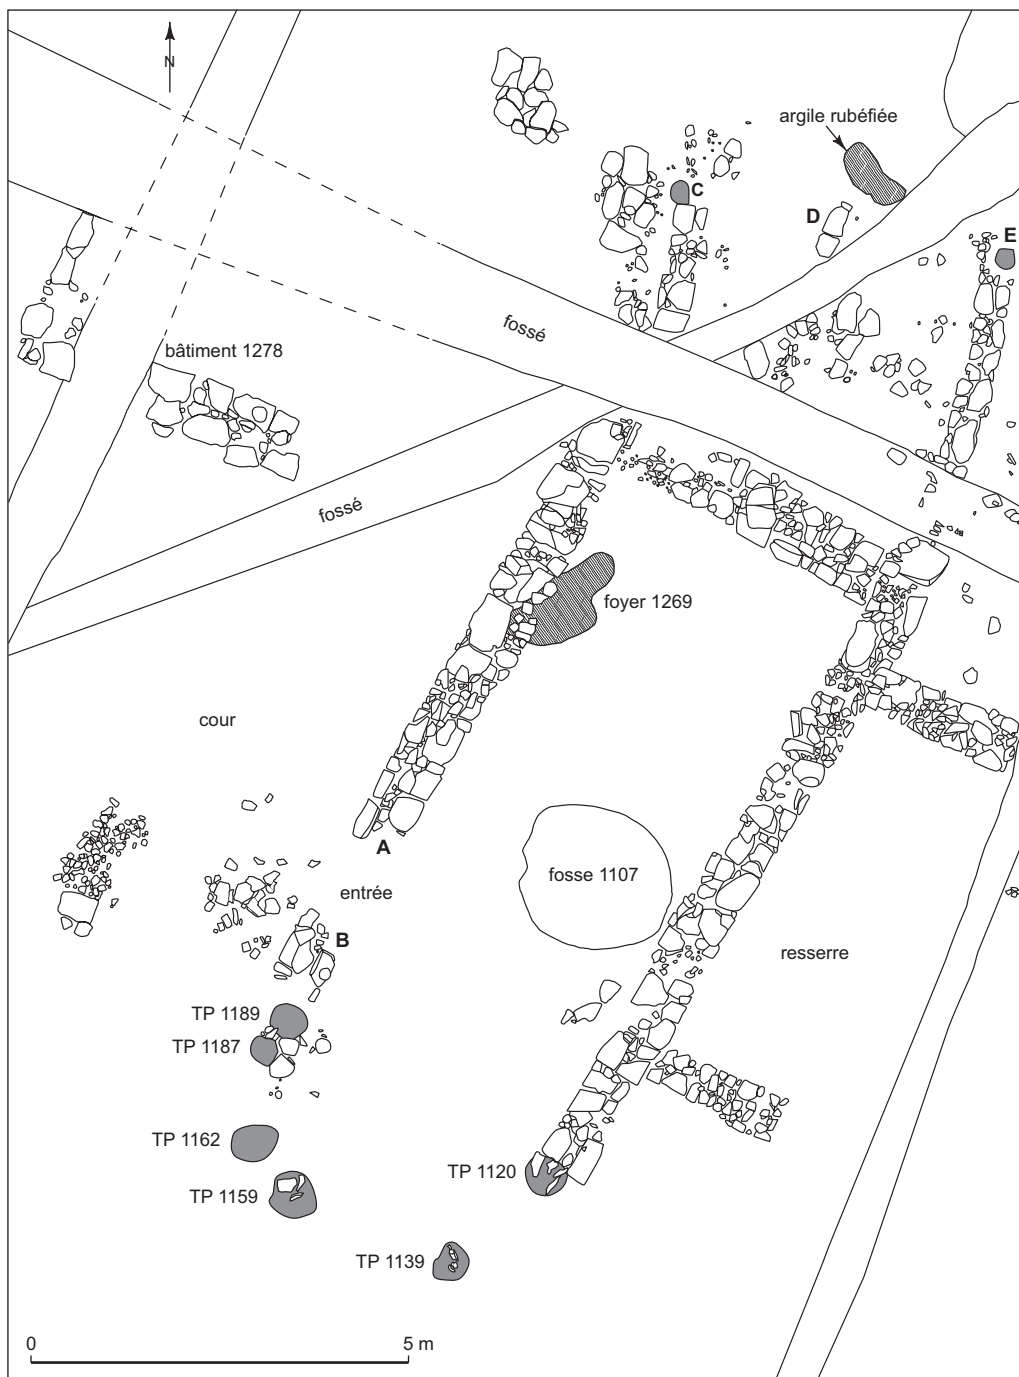 N
argile rubéfiée
C
D
E
fossé
bâtiment 1278
fossé
foyer 1269
cour
A
entrée
fosse 1107
B
resserre
TP 1189
TP 1187
TP 1162
TP 1120
TP 1159
TP 1139
0
5 m